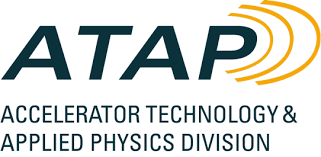 ATAP
ACCELERATOR TECHNOLOGY &
APPLIED PHYSICS DIVISION